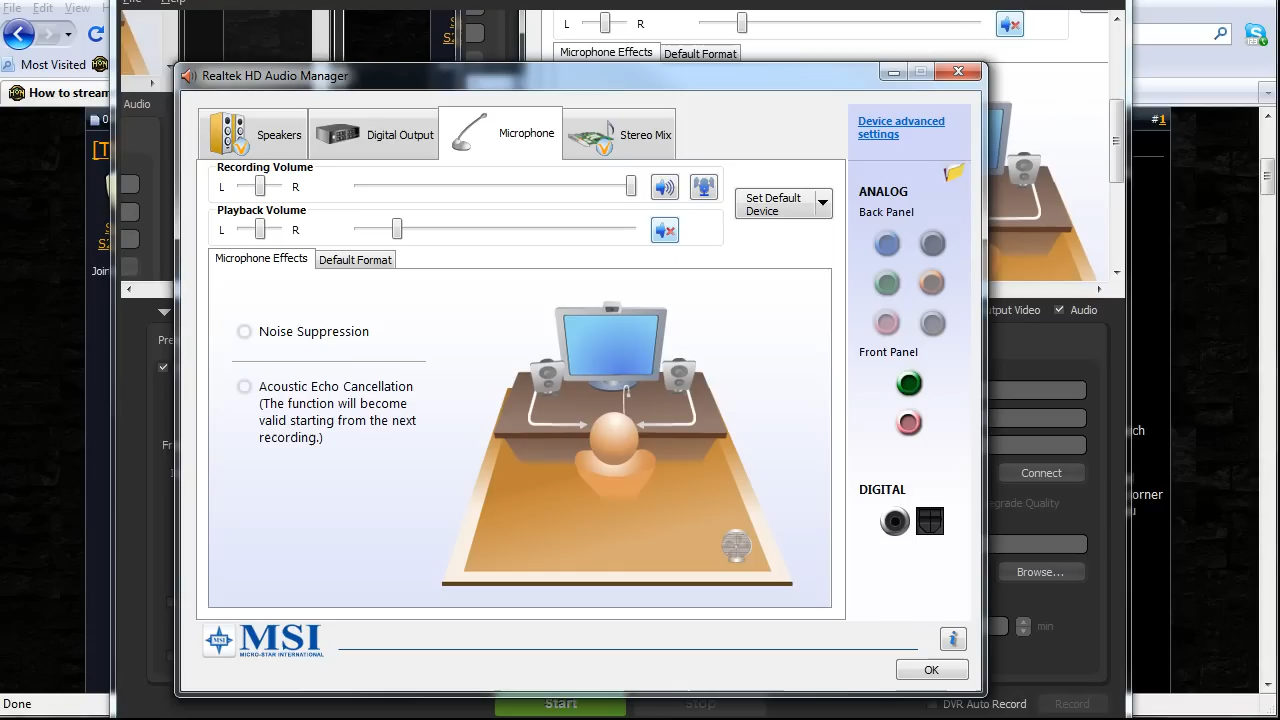 File Edit View H
File Help
L R
Most Visited
Microphone Effects Default Format
Realtek HD Audio Manager
How to stream
Audio
Speakers
Digital Output
Microphone
Stereo Mix
Device advanced
settings
#1
Recording Volume
L R
Set Default
Device
Playback Volume
L R
ANALOG
Back Panel
Microphone Effects
Default Format
Join
Noise Suppression
Acoustic Echo Cancellation
(The function will become
valid starting from the next
recording.)
Front Panel
DIGITAL
utput Video
Audio
Pre
Fr
ch
Connect
egrade Quality
orner
u
Browse...
min
MSI
MICRO-STAR INTERNATIONAL
OK
Done
Start
Stop
DVR Auto Record
Record